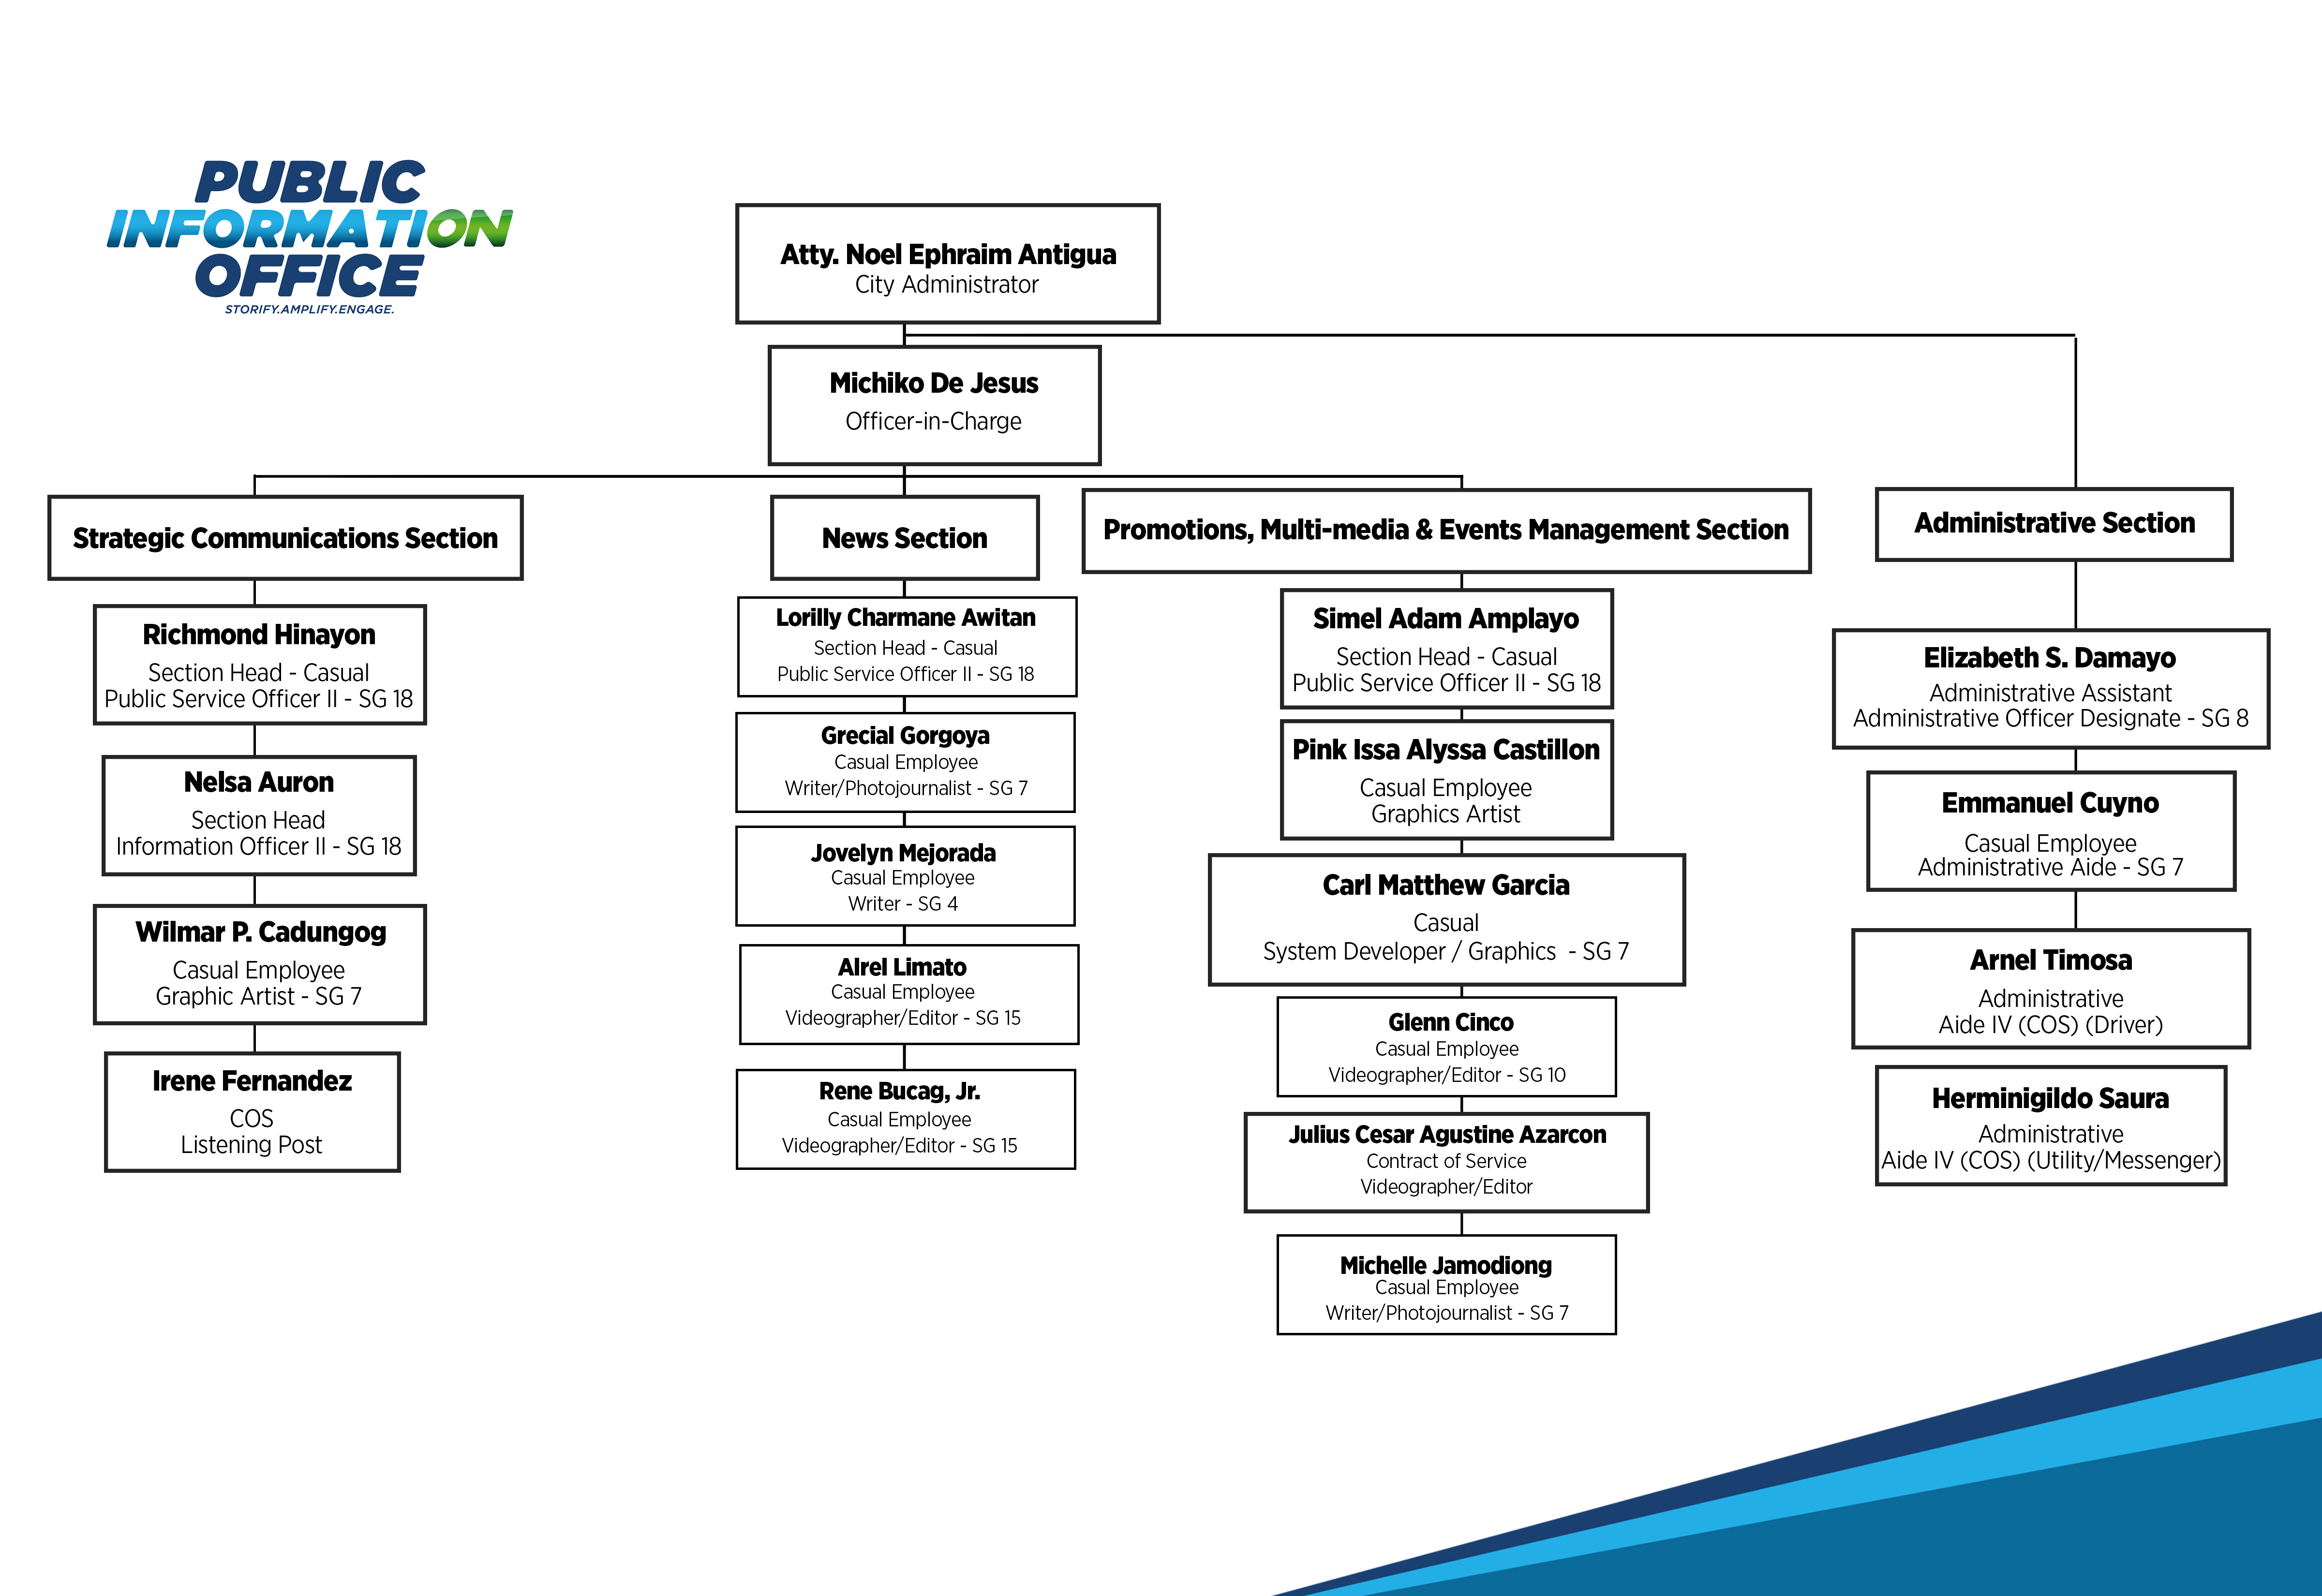 PUBLIC
INFORMATION
OFFICE
STORIFY.AMPLIFY.ENGAGE.
Atty. Noel Ephraim Antigua
City Administrator
Michiko De Jesus
Officer-in-Charge
Strategic Communications Section
Richmond Hinayon
Section Head - Casual
Public Service Officer II - SG 18
Nelsa Auron
Section Head
Information Officer II - SG 18
Wilmar P. Cadungog
Casual Employee
Graphic Artist - SG 7
Irene Fernandez
COS
Listening Post
News Section
Lorilly Charmane Awitan
Section Head - Casual
Public Service Officer II - SG 18
Grecial Gorgoya
Casual Employee
Writer/Photojournalist - SG 7
Jovelyn Mejorada
Casual Employee
Writer - SG 4
Alrel Limato
Casual Employee
Videographer/Editor - SG 15
Rene Bucag, Jr.
Casual Employee
Videographer/Editor - SG 15
Promotions, Multi-media & Events Management Section
Simel Adam Amplayo
Section Head - Casual
Public Service Officer II - SG 18
Pink Issa Alyssa Castillon
Casual Employee
Graphics Artist
Carl Matthew Garcia
Casual
System Developer / Graphics - SG 7
Glenn Cinco
Casual Employee
Videographer/Editor - SG 10
Julius Cesar Agustine Azarcon
Contract of Service
Videographer/Editor
Michelle Jamodiong
Casual Employee
Writer/Photojournalist - SG 7
Administrative Section
Elizabeth S. Damayo
Administrative Assistant
Administrative Officer Designate - SG 8
Emmanuel Cuyno
Casual Employee
Administrative Aide - SG 7
Arnel Timosa
Administrative
Aide IV (COS) (Driver)
Herminigildo Saura
Administrative
Aide IV (COS) (Utility/Messenger)